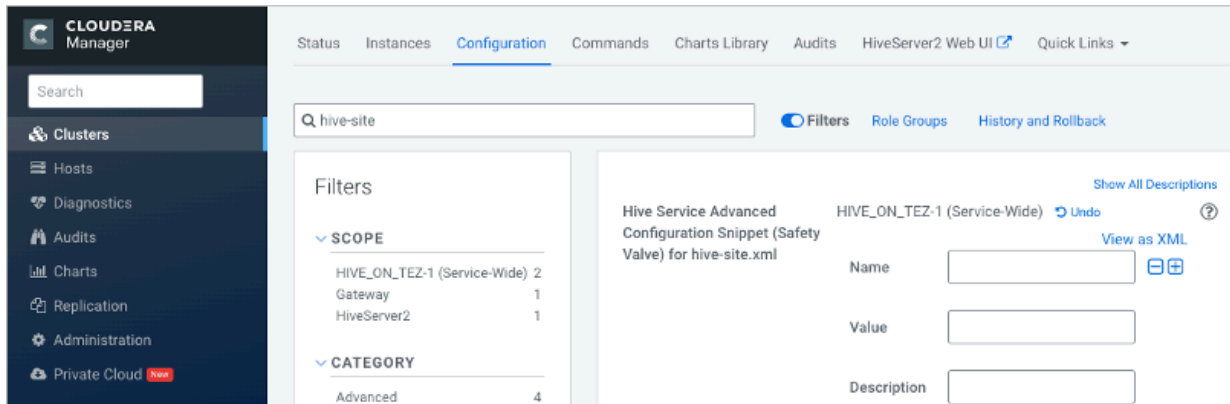 CLOUDERA
Manager
Status Instances Configuration Commands Charts Library Audits HiveServer2 Web UI Quick Links
Search
hive-site
Filters Role Groups History and Rollback
Clusters
Hosts
Diagnostics
Audits
Charts
Replication
Administration
Private Cloud New
Filters
SCOPE
HIVE_ON_TEZ-1 (Service-Wide) 2
Gateway 1
HiveServer2 1
CATEGORY
Advanced 4
Show All Descriptions
Hive Service Advanced
Configuration Snippet (Safety
Valve) for hive-site.xml
HIVE_ON_TEZ-1 (Service-Wide) Undo
View as XML
Name
Value
Description